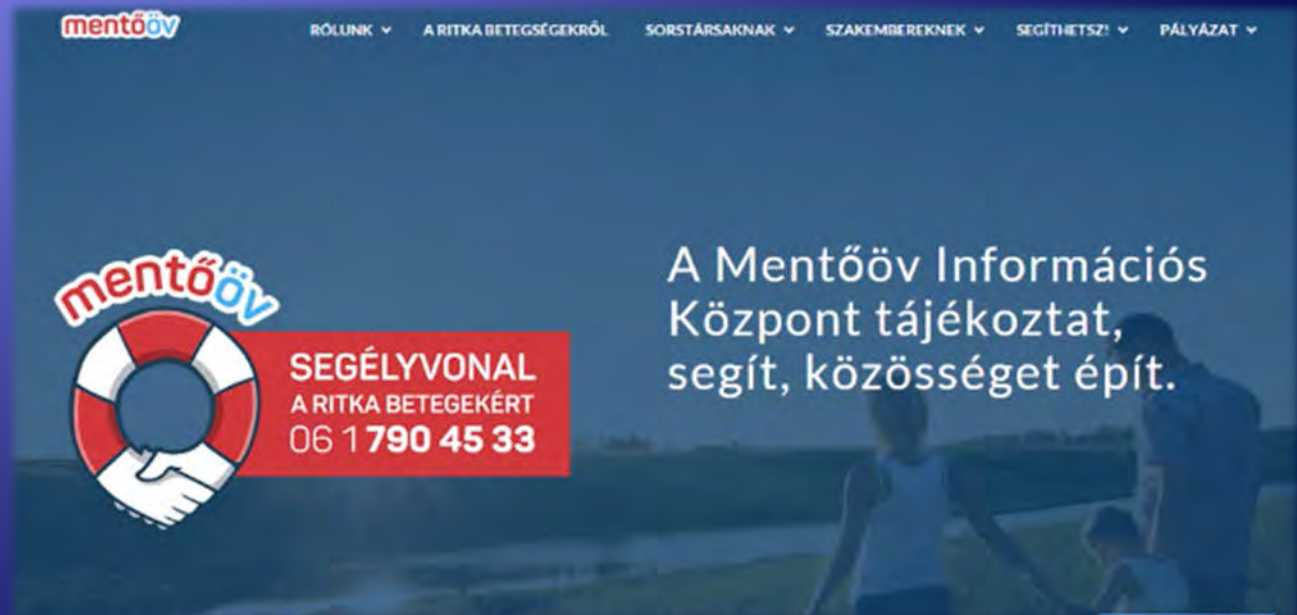 mentőöv
RÓLUNK
A RITKA BETEGSÉGEKRŐL
SORSTÁRSAKNAK
SZAKEMBEREKNEK
SEGÍTHETSZ!
PÁLYÁZAT
mentőöv
SEGÉLYVONAL
A RITKA BETEGEKÉRT
06 1 790 45 33
A Mentőöv Információs
Központ tájékoztat,
segít, közösséget épít.